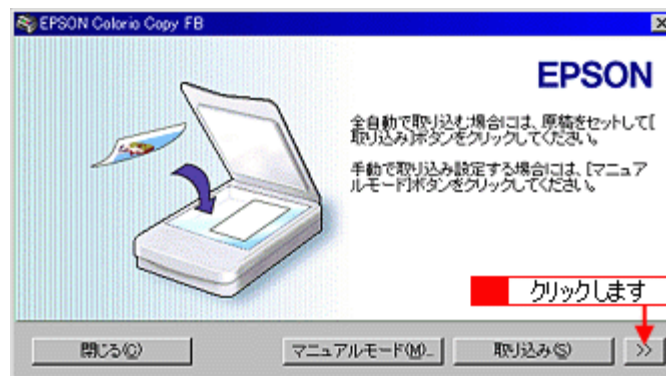 EPSON Colorio Copy FB
EPSON
全自動で取り込む場合には、原稿をセットして[
取り込み]ボタンをクリックしてください。
手動で取り込み設定する場合には、[マニュア
ルモード]ボタンをクリックしてください。
クリックします
閉じる(C)
マニュアルモード(M)...
取り込み(S)
>>